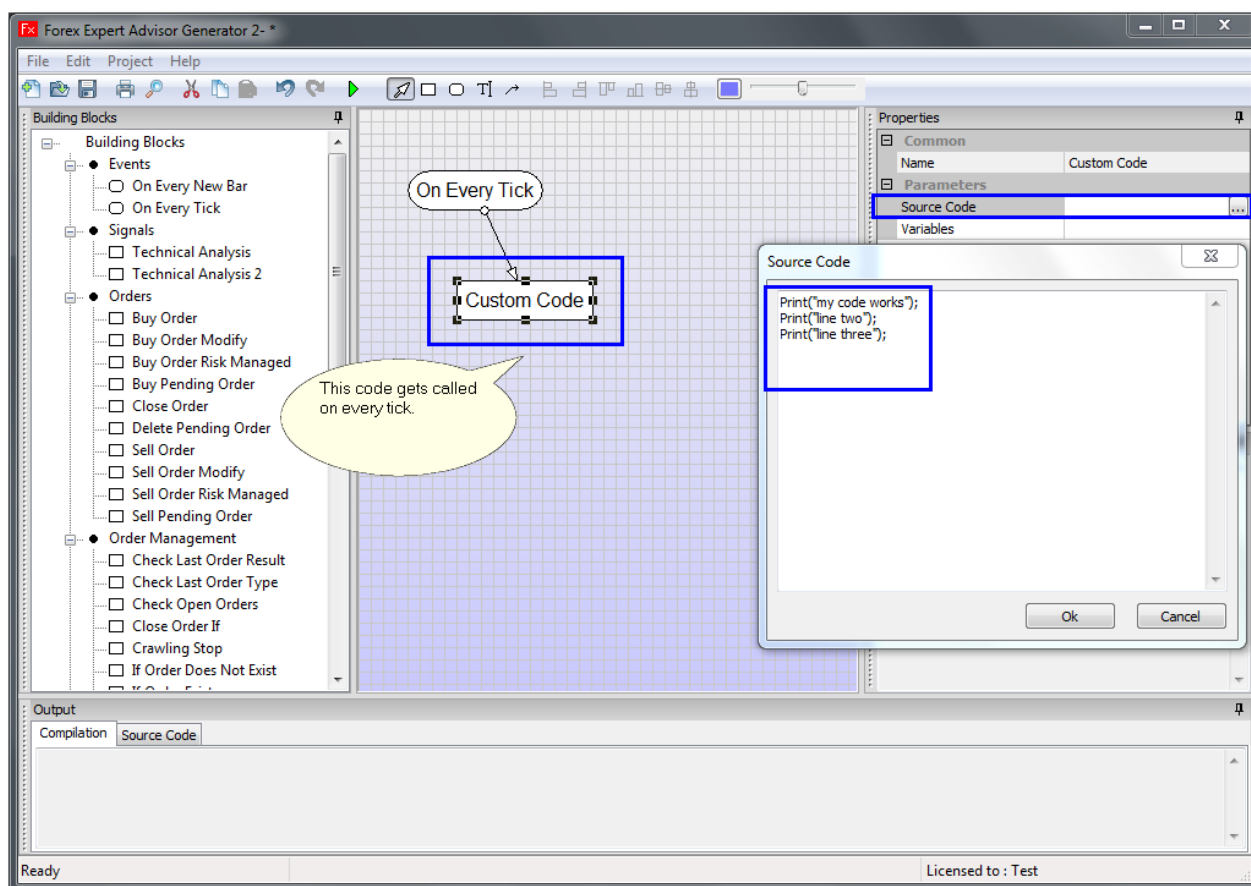 Forex Expert Advisor Generator 2- *
File Edit Project Help
Building Blocks
Building Blocks
Events
On Every New Bar
On Every Tick
Signals
Technical Analysis
Technical Analysis 2
Orders
Buy Order
Buy Order Modify
Buy Order Risk Managed
Buy Pending Order
Close Order
Delete Pending Order
Sell Order
Sell Order Modify
Sell Order Risk Managed
Sell Pending Order
Order Management
Check Last Order Result
Check Last Order Type
Check Open Orders
Close Order If
Crawling Stop
If Order Does Not Exist
On Every Tick
Custom Code
This code gets called
on every tick.
Properties
Common
Name Custom Code
Parameters
Source Code ...
Variables
Source Code
Print("my code works");
Print("line two");
Print("line three");
Ok Cancel
Output
Compilation Source Code
Ready
Licensed to : Test